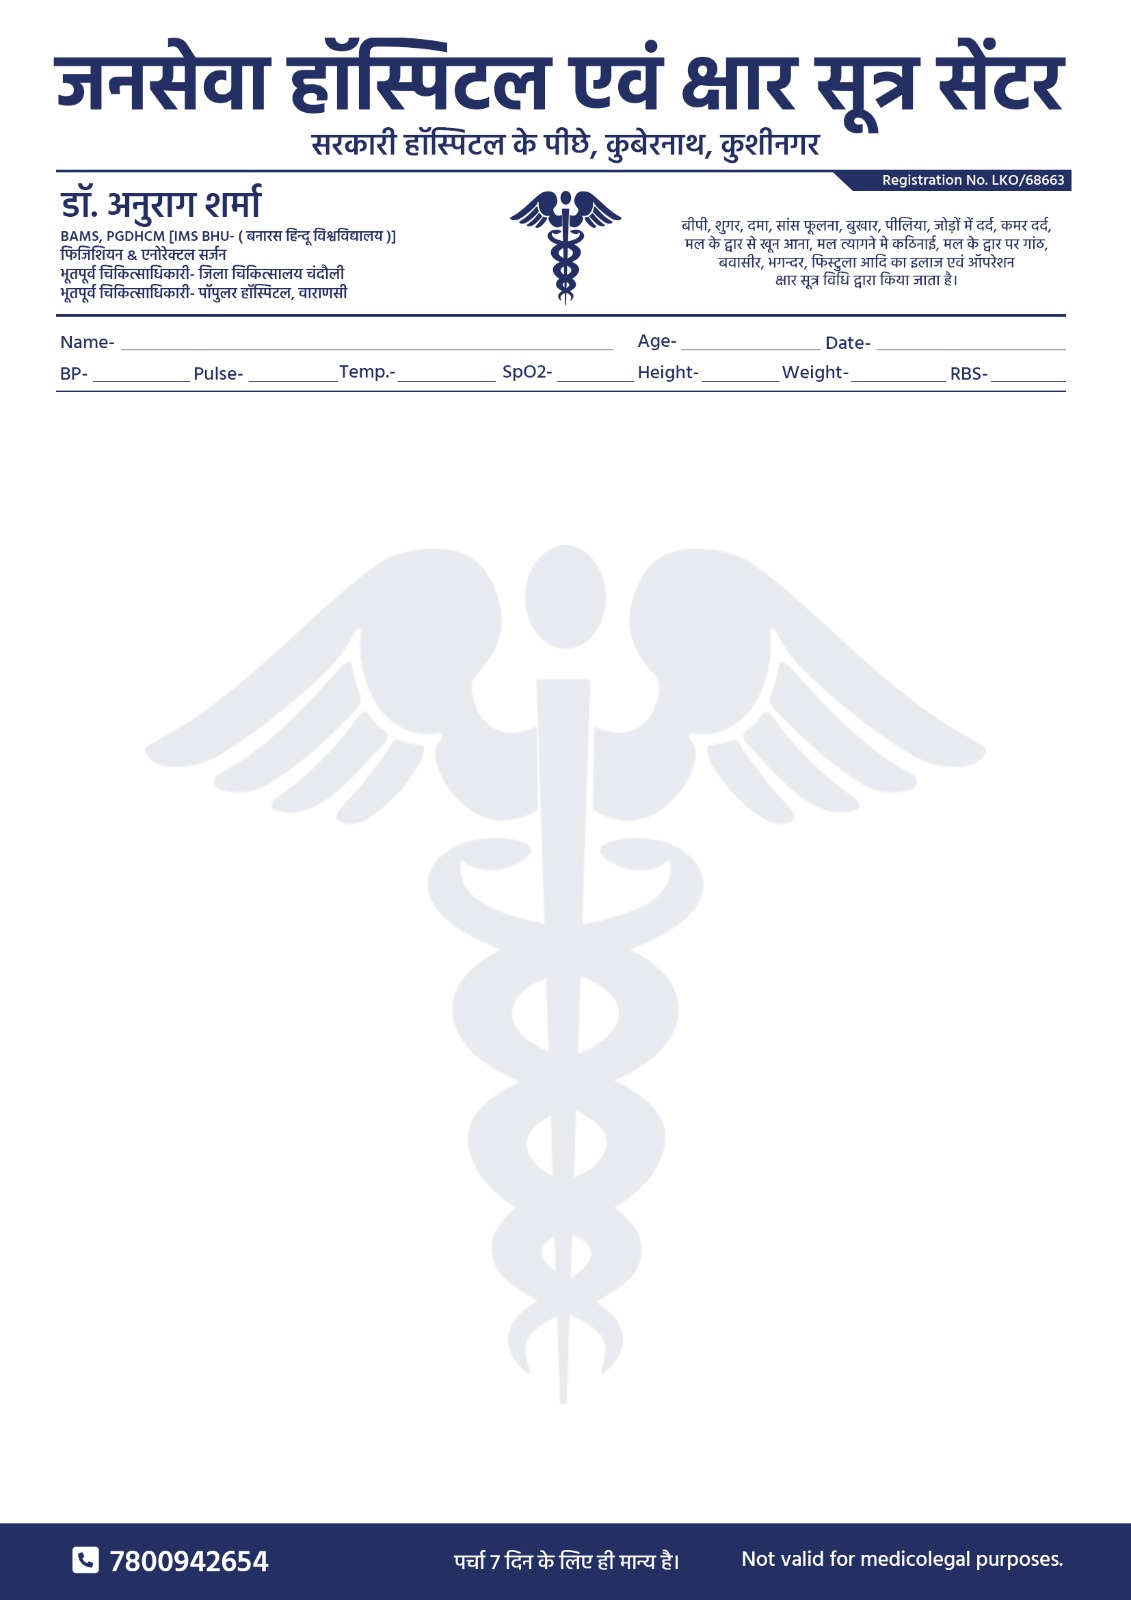 जनसेवा हॉस्पिटल एवं क्षार सूत्र सेंटर
सरकारी हॉस्पिटल के पीछे, कुबेरनाथ, कुशीनगर
Registration No. LKO/68663
डॉ. अनुराग शर्मा
BAMS, PGDHCM [IMS BHU- ( बनारस हिन्दू विश्वविद्यालय )]
फिजिशियन & एनोरेक्टल सर्जन
भूतपूर्व चिकित्साधिकारी- जिला चिकित्सालय चंदौली
भूतपूर्व चिकित्साधिकारी- पॉपुलर हॉस्पिटल, वाराणसी
बीपी, शुगर, दमा, सांस फूलना, बुखार, पीलिया, जोड़ों में दर्द, कमर दर्द,
मल के द्वार से खून आना, मल त्यागने मे कठिनाई, मल के द्वार पर गांठ,
बवासीर, भगन्दर, फिस्टुला आदि का इलाज एवं ऑपरेशन
क्षार सूत्र विधि द्वारा किया जाता है।
Name- Age- Date-
BP- Pulse- Temp.- SpO2- Height- Weight- RBS-
7800942654 पर्चा 7 दिन के लिए ही मान्य है। Not valid for medicolegal purposes.